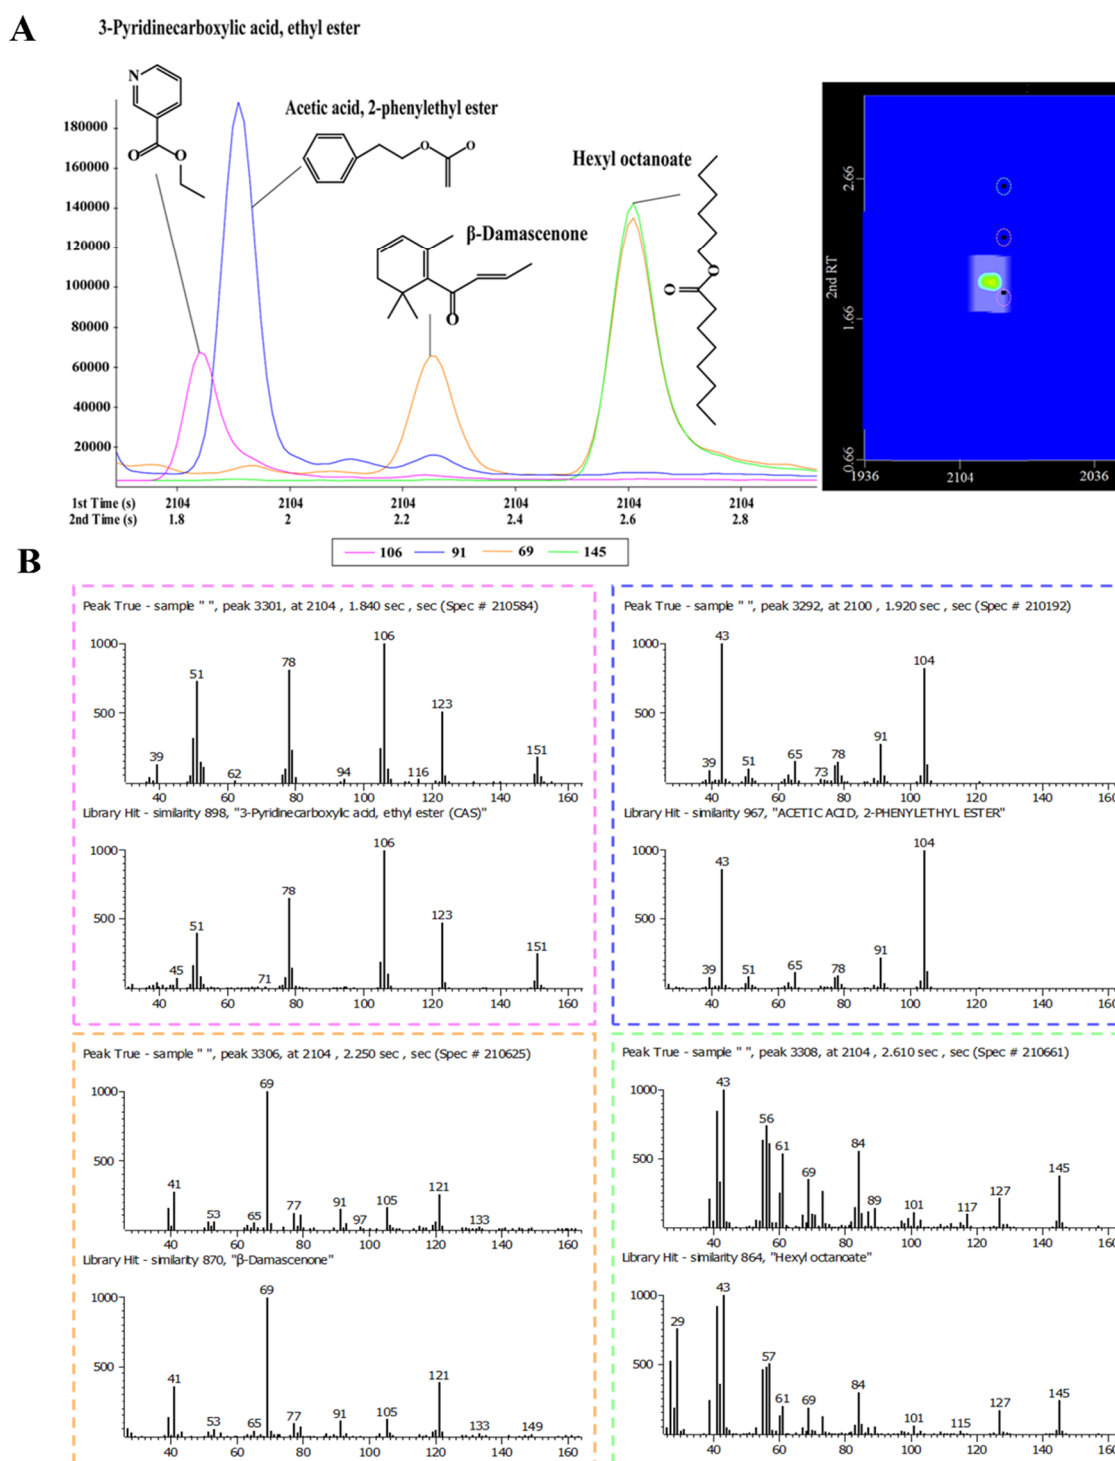 A
3-Pyridinecarboxylic acid, ethyl ester
N
O
O
Acetic acid, 2-phenylethyl ester
O
O
Hexyl octanoate
O
O
β-Damascenone
O
180000
160000
140000
120000
100000
80000
60000
40000
20000
1st Time (s) 2104 2104 2104 2104 2104 2104
2nd Time (s) 1.8 2 2.2 2.4 2.6 2.8
106 91 69 145
2nd RT
2.66
1.66
0.66
1936 2104 2036
B
Peak True - sample " ", peak 3301, at 2104 , 1.840 sec , sec (Spec # 210584)
1000
500
39 51 62 78 94 106 116 123 151
40 60 80 100 120 140 160
Library Hit - similarity 898, "3-Pyridinecarboxylic acid, ethyl ester (CAS)"
1000
500
45 51 71 78 106 123 151
40 60 80 100 120 140 160
Peak True - sample " ", peak 3292, at 2100 , 1.920 sec , sec (Spec # 210192)
1000
500
39 43 51 65 73 78 91 104
40 60 80 100 120 140 160
Library Hit - similarity 967, "ACETIC ACID, 2-PHENYLETHYL ESTER"
1000
500
39 43 51 65 78 91 104
40 60 80 100 120 140 160
Peak True - sample " ", peak 3306, at 2104 , 2.250 sec , sec (Spec # 210625)
1000
500
41 53 65 69 77 91 97 105 121 133
40 60 80 100 120 140 160
Library Hit - similarity 870, "β-Damascenone"
1000
500
41 53 65 69 77 91 105 121 133 149
40 60 80 100 120 140 160
Peak True - sample " ", peak 3308, at 2104 , 2.610 sec , sec (Spec # 210661)
1000
500
43 56 61 69 84 89 101 117 127 145
40 60 80 100 120 140 160
Library Hit - similarity 864, "Hexyl octanoate"
1000
500
29 43 57 61 69 84 101 115 127 145
40 60 80 100 120 140 160